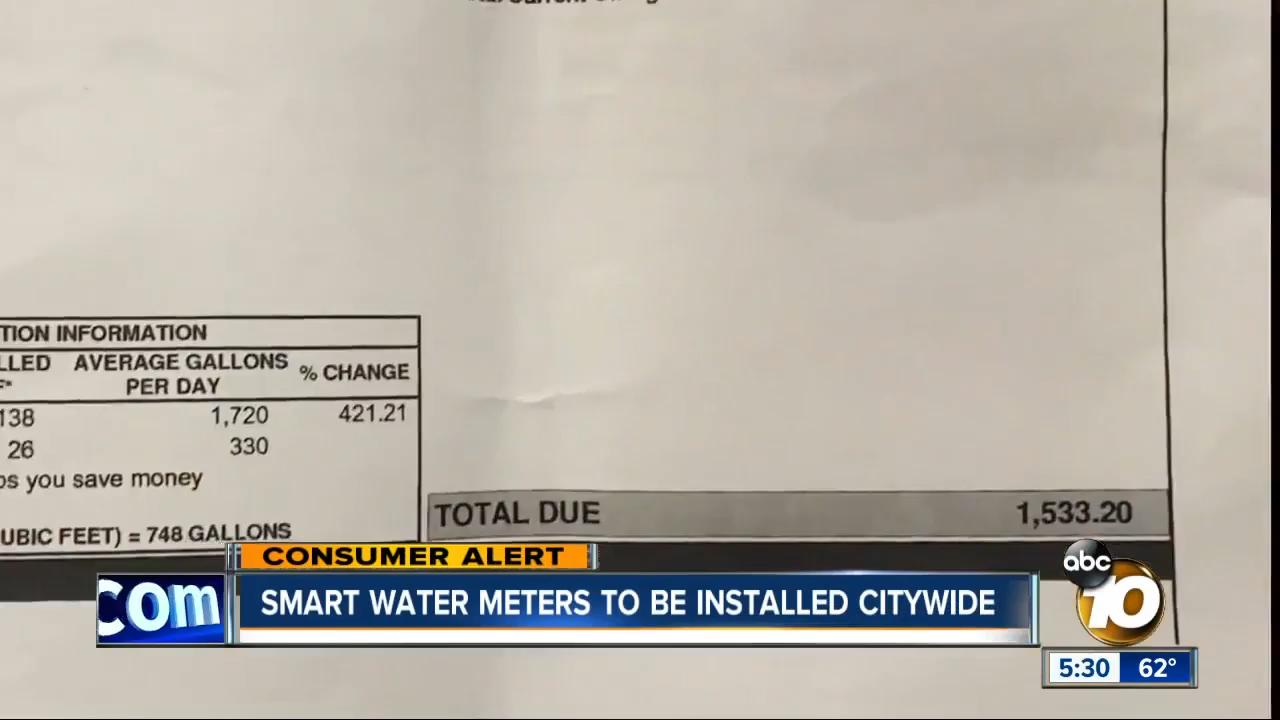 TION INFORMATION
LLED AVERAGE GALLONS % CHANGE
PER DAY
138 1,720 421.21
26 330
you save money
UBIC FEET) = 748 GALLONS
TOTAL DUE 1,533.20
CONSUMER ALERT
COM SMART WATER METERS TO BE INSTALLED CITYWIDE
abc
10
5:30 62°